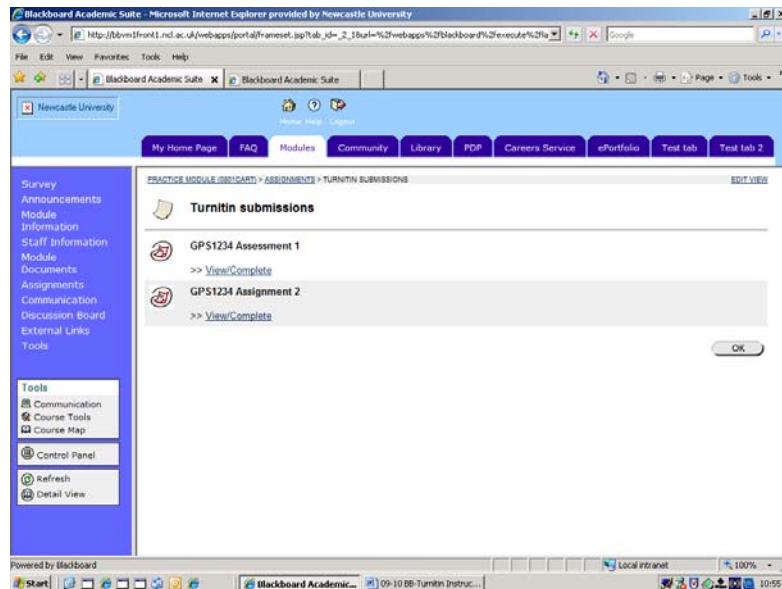 Blackboard Academic Suite - Microsoft Internet Explorer provided by Newcastle University
Google
File Edit View Favorites Tools Help
Blackboard Academic Suite Blackboard Academic Suite Page Tools
Newcastle University
Home Help Logout
My Home Page FAQ Modules Community Library PDP Careers Service ePortfolio Test tab Test tab 2
PRACTICE MODULE (0801CART) > ASSIGNMENTS > TURNITIN SUBMISSIONS EDIT VIEW
Turnitin submissions
GPS1234 Assessment 1
>> View/Complete
GPS1234 Assignment 2
>> View/Complete
OK
Survey
Announcements
Module
Information
Staff Information
Module
Documents
Assignments
Communication
Discussion Board
External Links
Tools
Tools
Communication
Course Tools
Course Map
Control Panel
Refresh
Detail View
Powered by Blackboard Local intranet 100%
Start Blackboard Academic... 09-10 BB-Turnitin Instruc... 10:55